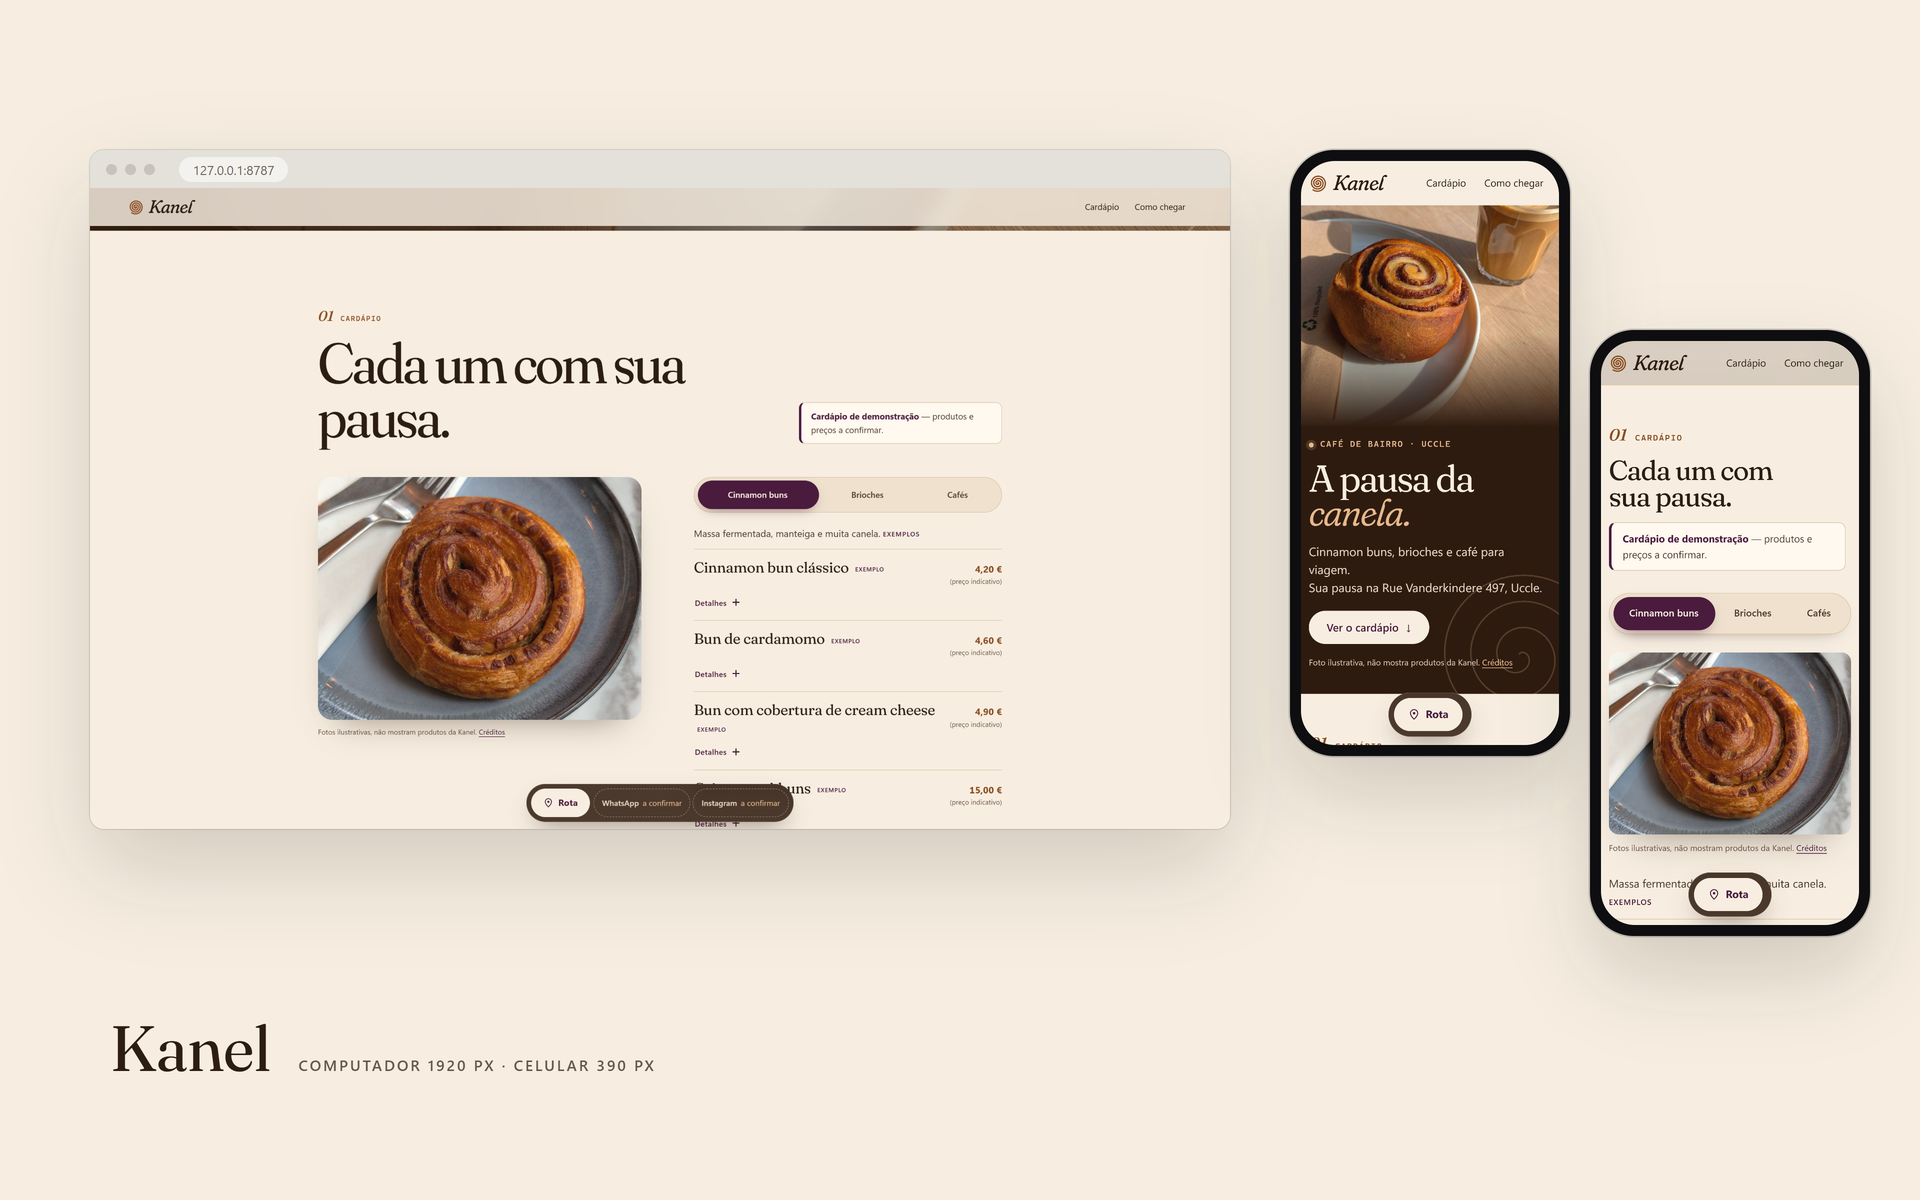 127.0.0.1:8787
Kanel
Cardápio
Como chegar
01 CARDÁPIO
Cada um com sua
pausa.
Cardápio de demonstração — produtos e
preços a confirmar.
Cinnamon buns
Brioches
Cafés
Massa fermentada, manteiga e muita canela. EXEMPLOS
Cinnamon bun clássico EXEMPLO
4,20 €
(preço indicativo)
Detalhes +
Bun de cardamomo EXEMPLO
4,60 €
(preço indicativo)
Detalhes +
Bun com cobertura de cream cheese
EXEMPLO
4,90 €
(preço indicativo)
Detalhes +
buns EXEMPLO
15,00 €
(preço indicativo)
Detalhes +
Fotos ilustrativas, não mostram produtos da Kanel. Créditos
Rota
WhatsApp a confirmar
Instagram a confirmar
Kanel
Cardápio
Como chegar
CAFÉ DE BAIRRO · UCCLE
A pausa da
canela.
Cinnamon buns, brioches e café para
viagem.
Sua pausa na Rue Vanderkindere 497, Uccle.
Ver o cardápio ↓
Foto ilustrativa, não mostra produtos da Kanel. Créditos
Rota
01 CARDÁPIO
Kanel
Cardápio
Como chegar
01 CARDÁPIO
Cada um com
sua pausa.
Cardápio de demonstração — produtos e
preços a confirmar.
Cinnamon buns
Brioches
Cafés
Fotos ilustrativas, não mostram produtos da Kanel. Créditos
Massa fermentad
uita canela.
EXEMPLOS
Rota
Kanel
COMPUTADOR 1920 PX · CELULAR 390 PX